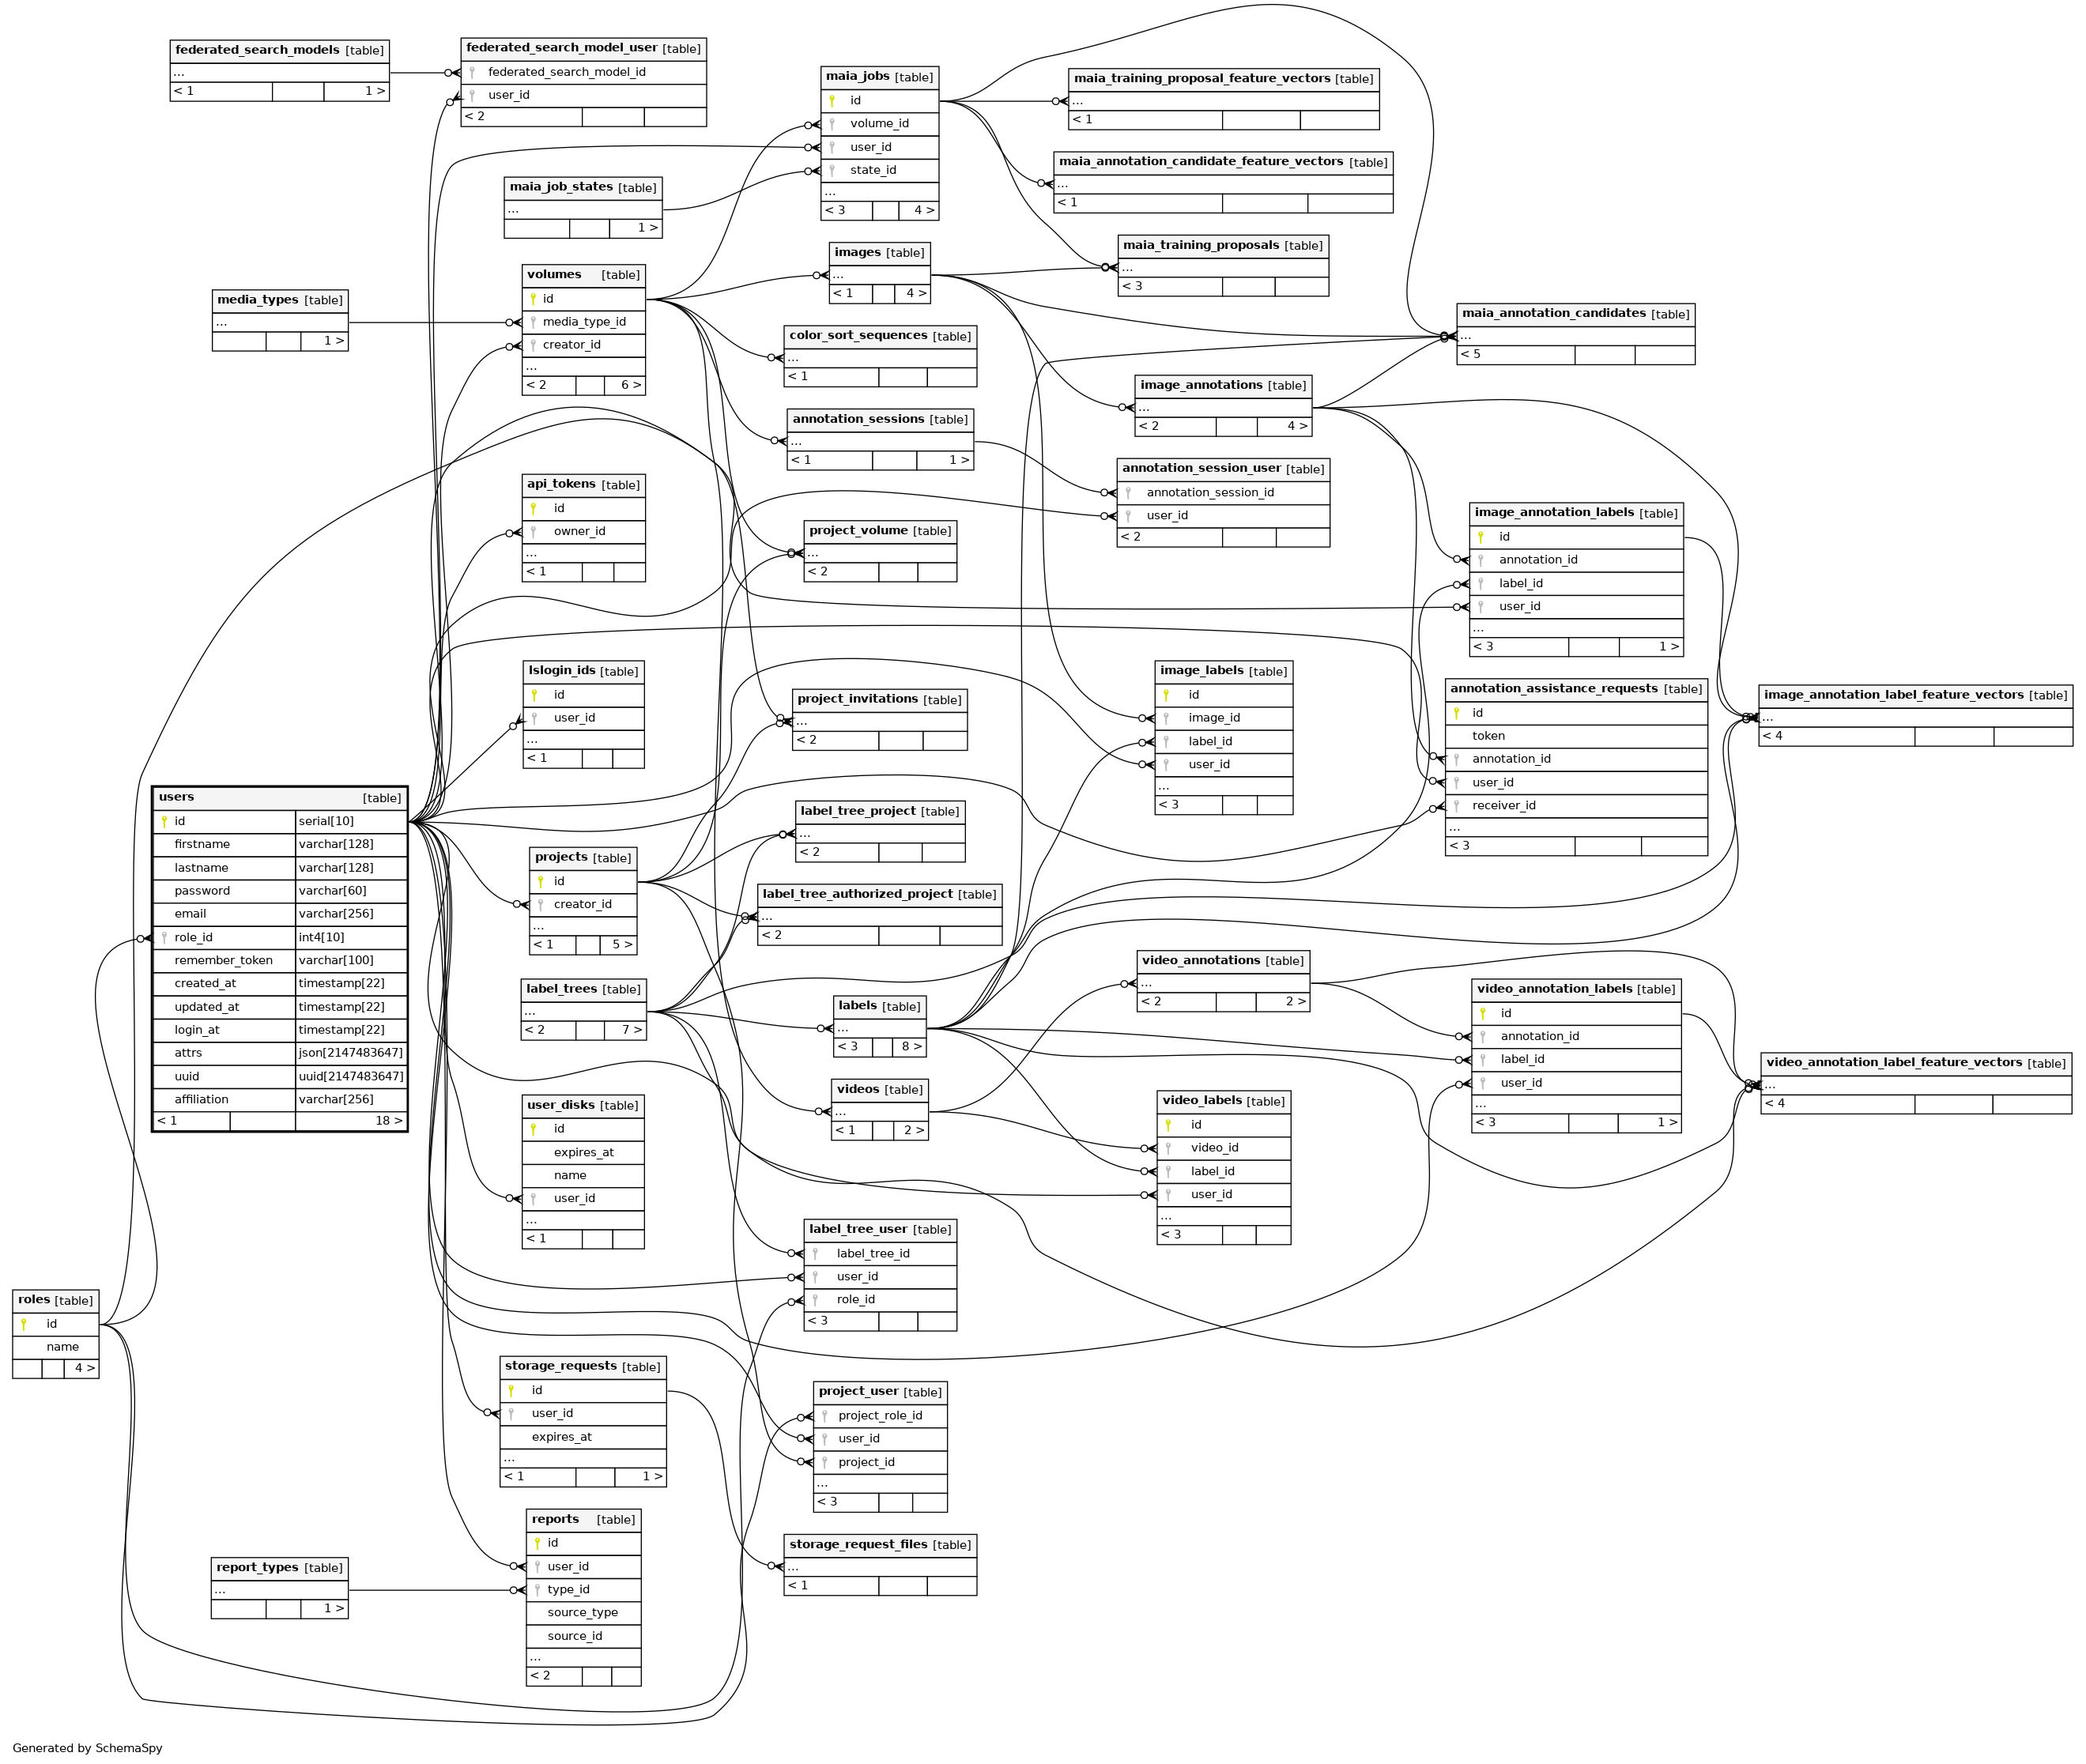 federated_search_models [table]
...
< 1 1 >
federated_search_model_user [table]
federated_search_model_id
user_id
< 2
maia_jobs [table]
id
volume_id
user_id
state_id
...
< 3 4 >
maia_training_proposal_feature_vectors [table]
...
< 1
maia_annotation_candidate_feature_vectors [table]
...
< 1
maia_job_states [table]
...
1 >
maia_training_proposals [table]
...
< 3
images [table]
...
< 1 4 >
volumes [table]
id
media_type_id
creator_id
...
< 2 6 >
media_types [table]
...
1 >
maia_annotation_candidates [table]
...
< 5
color_sort_sequences [table]
...
< 1
image_annotations [table]
...
< 2 4 >
annotation_sessions [table]
...
< 1 1 >
annotation_session_user [table]
annotation_session_id
user_id
< 2
api_tokens [table]
id
owner_id
...
< 1
image_annotation_labels [table]
id
annotation_id
label_id
user_id
...
< 3 1 >
project_volume [table]
...
< 2
lslogin_ids [table]
id
user_id
...
< 1
image_labels [table]
id
image_id
label_id
user_id
...
< 3
annotation_assistance_requests [table]
id
token
annotation_id
user_id
receiver_id
...
< 3
image_annotation_label_feature_vectors [table]
...
< 4
project_invitations [table]
...
< 2
users [table]
id serial[10]
firstname varchar[128]
lastname varchar[128]
password varchar[60]
email varchar[256]
role_id int4[10]
remember_token varchar[100]
created_at timestamp[22]
updated_at timestamp[22]
login_at timestamp[22]
attrs json[2147483647]
uuid uuid[2147483647]
affiliation varchar[256]
< 1 18 >
label_tree_project [table]
...
< 2
projects [table]
id
creator_id
...
< 1 5 >
label_tree_authorized_project [table]
...
< 2
video_annotations [table]
...
< 2 2 >
label_trees [table]
...
< 2 7 >
labels [table]
...
< 3 8 >
video_annotation_labels [table]
id
annotation_id
label_id
user_id
...
< 3 1 >
video_annotation_label_feature_vectors [table]
...
< 4
videos [table]
...
< 1 2 >
user_disks [table]
id
expires_at
name
user_id
...
< 1
video_labels [table]
id
video_id
label_id
user_id
...
< 3
label_tree_user [table]
label_tree_id
user_id
role_id
< 3
roles [table]
id
name
4 >
storage_requests [table]
id
user_id
expires_at
...
< 1 1 >
project_user [table]
project_role_id
user_id
project_id
...
< 3
reports [table]
id
user_id
type_id
source_type
source_id
...
< 2
storage_request_files [table]
...
< 1
report_types [table]
...
1 >
Generated by SchemaSpy